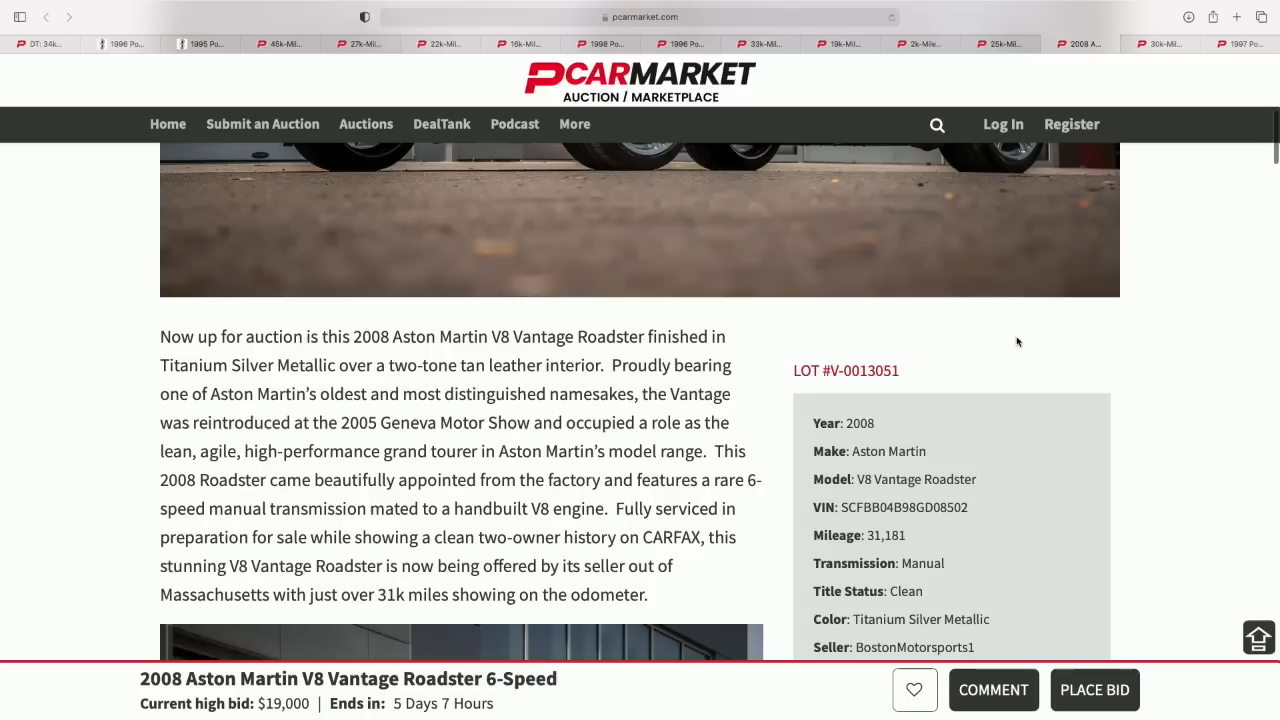 pcarmarket.com
DT: 34k...
1996 Po...
1995 Po...
45k-Mil...
27k-Mil...
22k-Mil...
16k-Mil...
1998 Po...
1996 Po...
33k-Mil...
19k-Mil...
2k-Mile...
25k-Mil...
2008 A...
30k-Mil...
1997 Po...
PCARMARKET
AUCTION / MARKETPLACE
Home Submit an Auction Auctions DealTank Podcast More Log In Register
Now up for auction is this 2008 Aston Martin V8 Vantage Roadster finished in
Titanium Silver Metallic over a two-tone tan leather interior. Proudly bearing
one of Aston Martin’s oldest and most distinguished namesakes, the Vantage
was reintroduced at the 2005 Geneva Motor Show and occupied a role as the
lean, agile, high-performance grand tourer in Aston Martin’s model range. This
2008 Roadster came beautifully appointed from the factory and features a rare 6-
speed manual transmission mated to a handbuilt V8 engine. Fully serviced in
preparation for sale while showing a clean two-owner history on CARFAX, this
stunning V8 Vantage Roadster is now being offered by its seller out of
Massachusetts with just over 31k miles showing on the odometer.
LOT #V-0013051
Year: 2008
Make: Aston Martin
Model: V8 Vantage Roadster
VIN: SCFBB04B98GD08502
Mileage: 31,181
Transmission: Manual
Title Status: Clean
Color: Titanium Silver Metallic
Seller: BostonMotorsports1
2008 Aston Martin V8 Vantage Roadster 6-Speed
Current high bid: $19,000 | Ends in: 5 Days 7 Hours
COMMENT
PLACE BID